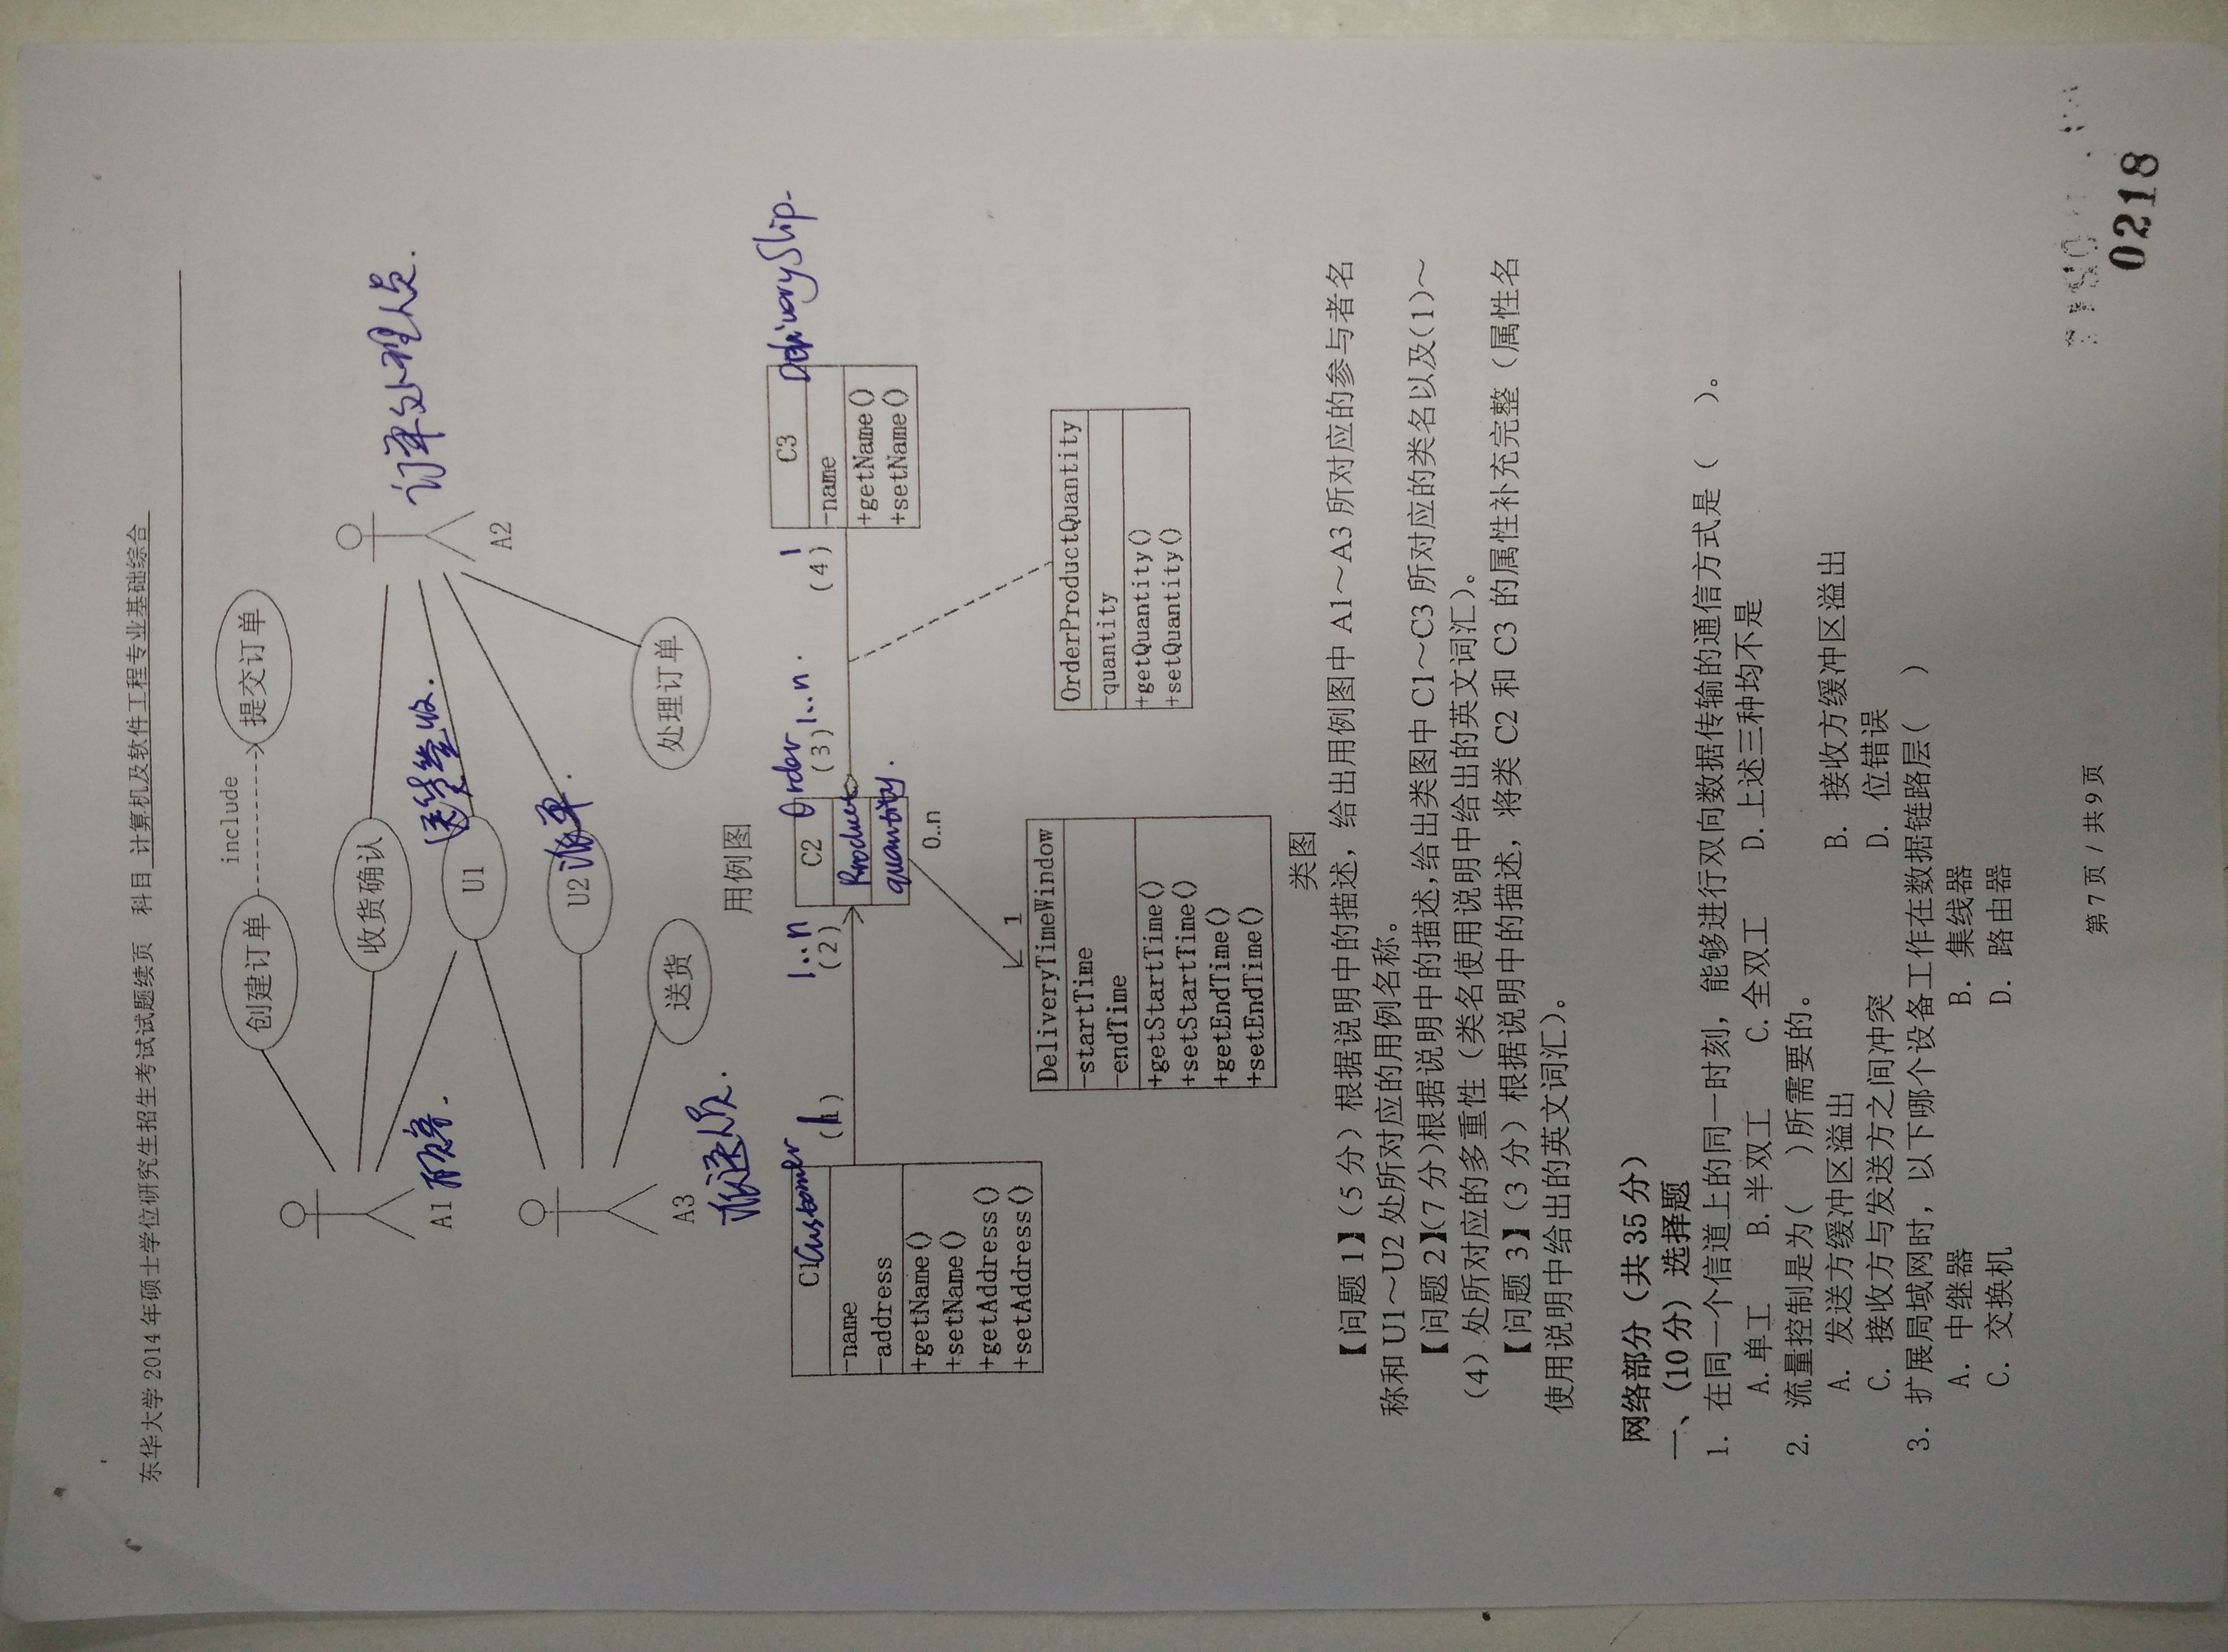 东华大学 2014 年硕士学位研究生招生考试试题续页 科目 计算机及软件工程专业基础综合
include
创建订单
提交订单
收货确认
U1
送货签收.
U2
派单.
送货
处理订单
A1
顾客.
A2
订单处理人员.
A3
派送人员.
用例图
C1
Customer
-name
-address
+getName()
+setName()
+getAddress()
+setAddress()
(1)
1..n
(2)
C2
Order
Product
quantity.
(3)
1..n.
(4)
1
C3
DeliverySlip.
-name
+getName()
+setName()
0..n
1
DeliveryTimeWindow
-startTime
-endTime
+getStartTime()
+setStartTime()
+getEndTime()
+setEndTime()
OrderProductQuantity
-quantity
+getQuantity()
+setQuantity()
类图
【问题 1】(5 分) 根据说明中的描述，给出用例图中 A1～A3 所对应的参与者名
称和 U1～U2 处所对应的用例名称。
【问题 2】(7 分)根据说明中的描述,给出类图中 C1～C3 所对应的类名以及(1)～
(4) 处所对应的多重性（类名使用说明中给出的英文词汇）。
【问题 3】(3 分) 根据说明中的描述，将类 C2 和 C3 的属性补充完整（属性名
使用说明中给出的英文词汇）。
网络部分（共 35 分）
一、(10 分) 选择题
1. 在同一个信道上的同一时刻，能够进行双向数据传输的通信方式是（ ）。
A. 单工 B. 半双工 C. 全双工 D. 上述三种均不是
2. 流量控制是为( )所需要的。
A. 发送方缓冲区溢出 B. 接收方缓冲区溢出
C. 接收方与发送方之间冲突 D. 位错误
3. 扩展局域网时，以下哪个设备工作在数据链路层( )
A. 中继器 B. 集线器
C. 交换机 D. 路由器
第 7 页 / 共 9 页
0218